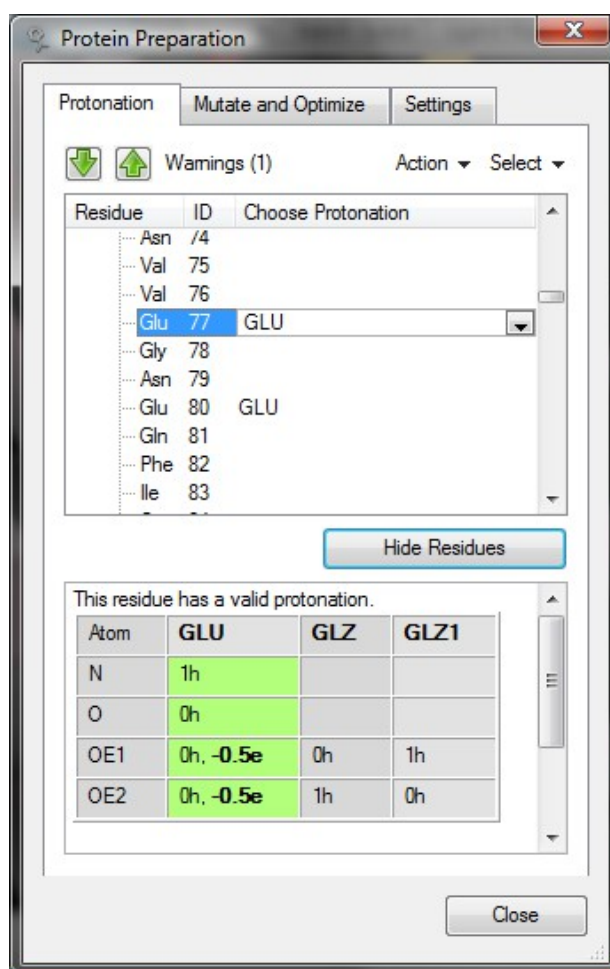 Protein Preparation
Protonation Mutate and Optimize Settings
Warnings (1) Action Select
Residue ID Choose Protonation
Asn 74
Val 75
Val 76
Glu 77 GLU
Gly 78
Asn 79
Glu 80 GLU
Gln 81
Phe 82
Ile 83
Hide Residues
This residue has a valid protonation.
Atom GLU GLZ GLZ1
N 1h
O 0h
OE1 0h, -0.5e 0h 1h
OE2 0h, -0.5e 1h 0h
Close